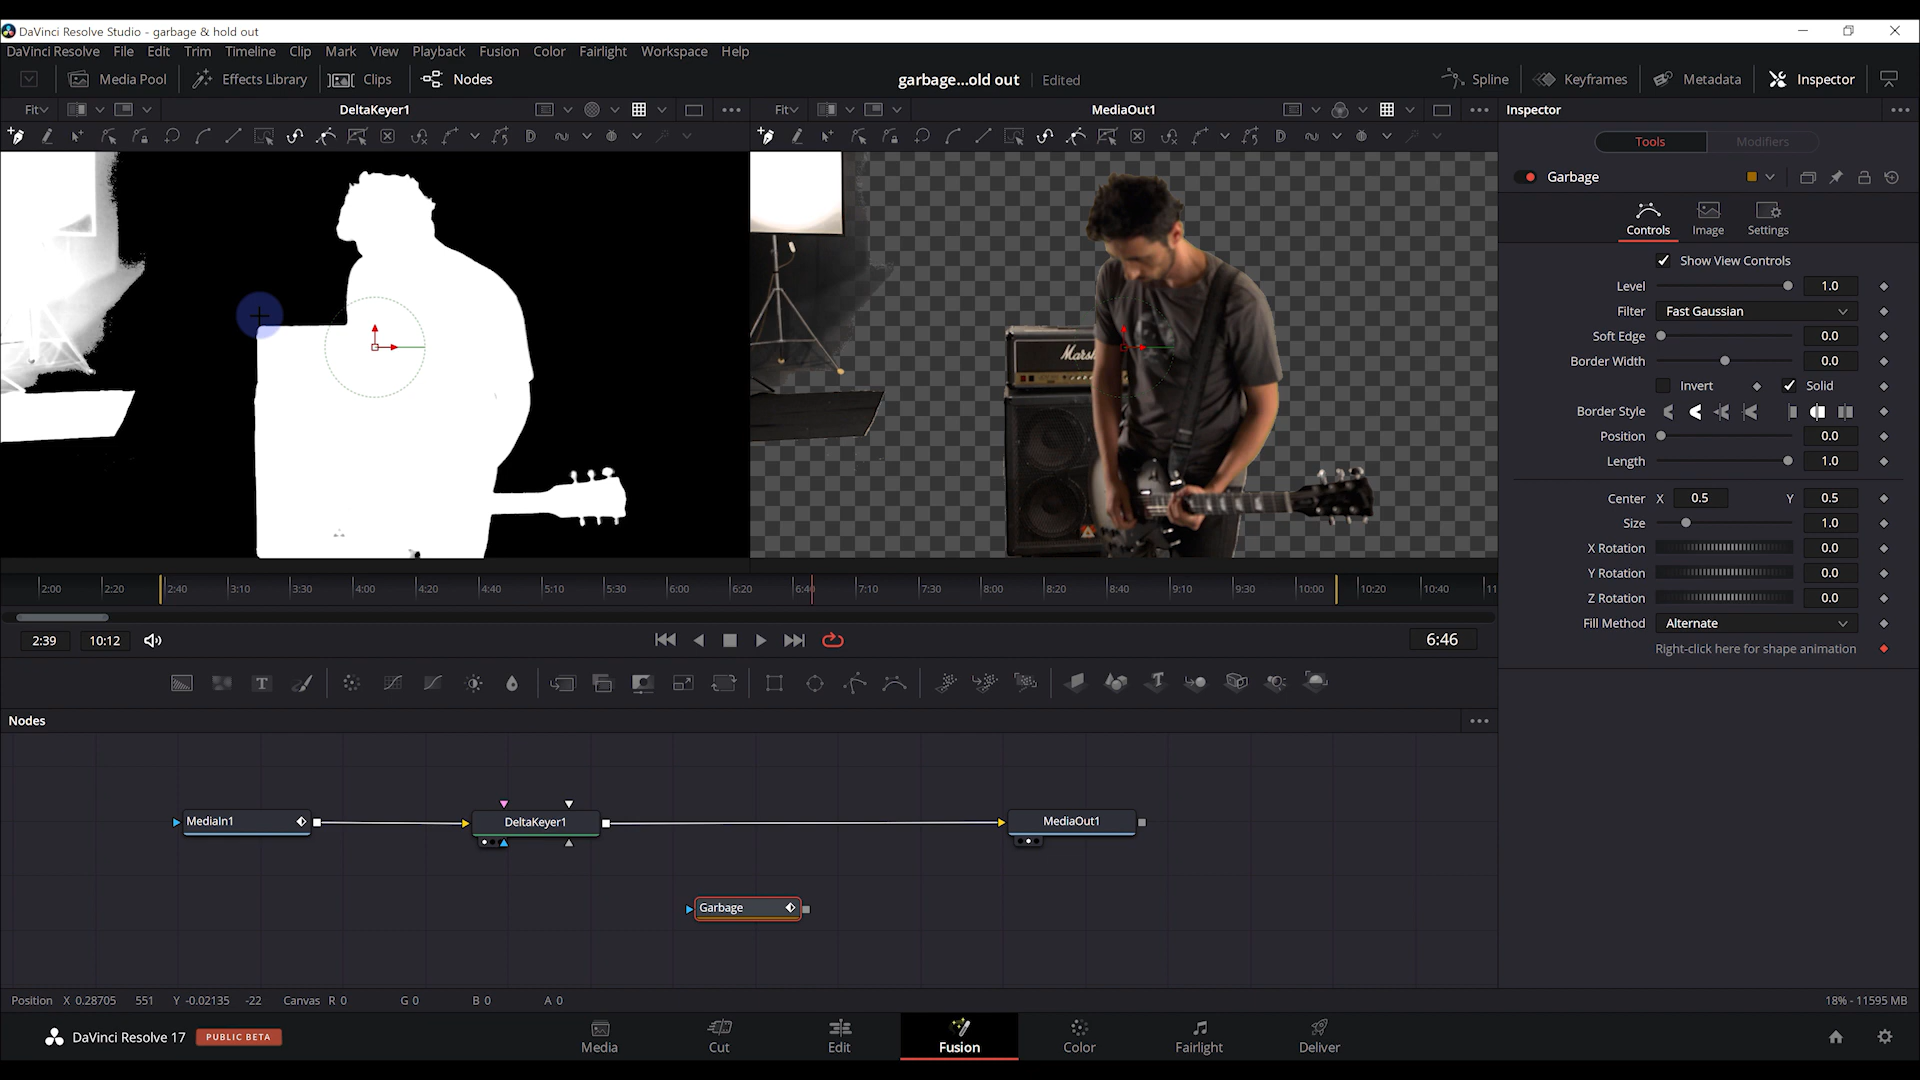 DaVinci Resolve Studio - garbage & hold out
DaVinci Resolve File Edit Trim Timeline Clip Mark View Playback Fusion Color Fairlight Workspace Help
Media Pool Effects Library Clips Nodes garbage...old out Edited Spline Keyframes Metadata Inspector
Fit DeltaKeyer1 Fit MediaOut1 Inspector
Tools Modifiers
Garbage
Controls Image Settings
Show View Controls
Level 1.0
Filter Fast Gaussian
Soft Edge 0.0
Border Width 0.0
Invert Solid
Border Style
Position 0.0
Length 1.0
Center X 0.5 Y 0.5
Size 1.0
X Rotation 0.0
Y Rotation 0.0
Z Rotation 0.0
Fill Method Alternate
Right-click here for shape animation
Marsh
2:00 2:20 2:40 3:10 3:30 4:00 4:20 4:40 5:10 5:30 6:00 6:20 6:40 7:10 7:30 8:00 8:20 8:40 9:10 9:30 10:00 10:20 10:40 11
2:39 10:12 6:46
T T
Nodes
MediaIn1 DeltaKeyer1 MediaOut1
Garbage
Position X 0.28705 551 Y -0.02135 -22 Canvas R 0 G 0 B 0 A 0 18% - 11595 MB
DaVinci Resolve 17 PUBLIC BETA Media Cut Edit Fusion Color Fairlight Deliver